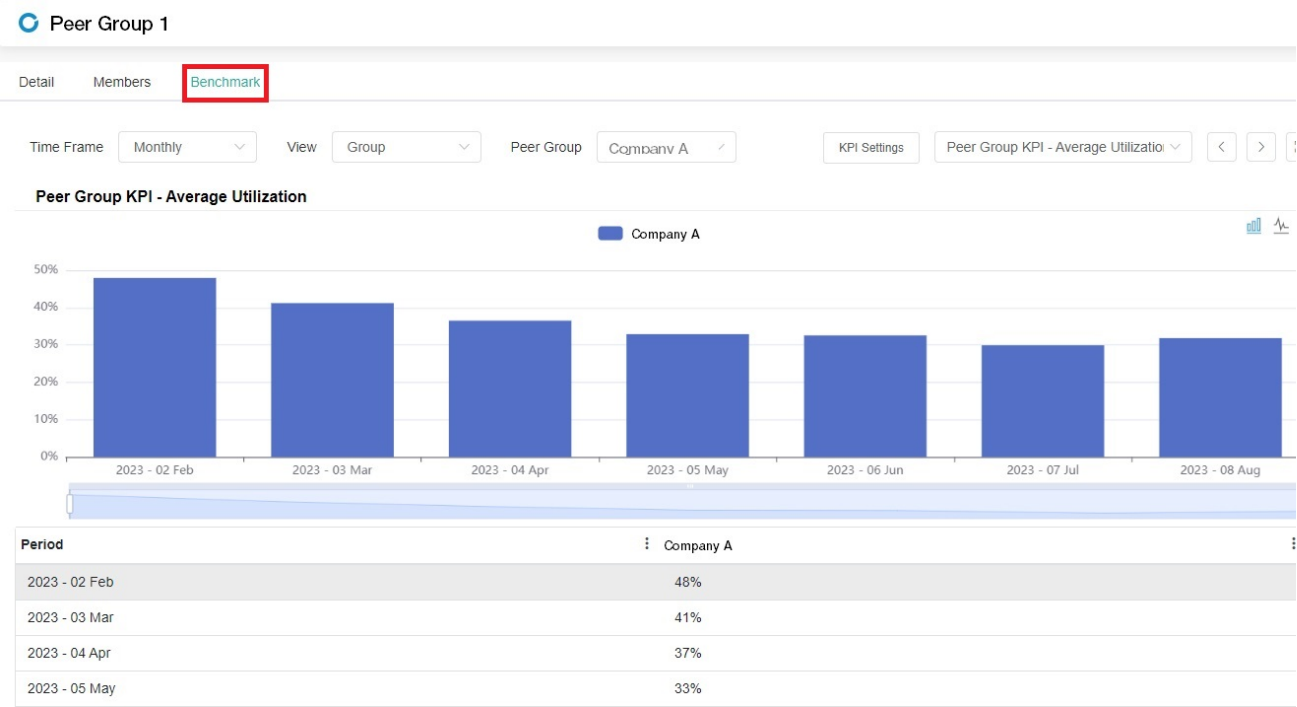 Peer Group 1
Detail Members Benchmark
Time Frame Monthly View Group Peer Group Company A KPI Settings Peer Group KPI - Average Utilization
Peer Group KPI - Average Utilization
Company A
50%
40%
30%
20%
10%
0%
2023 - 02 Feb 2023 - 03 Mar 2023 - 04 Apr 2023 - 05 May 2023 - 06 Jun 2023 - 07 Jul 2023 - 08 Aug
Period Company A
2023 - 02 Feb 48%
2023 - 03 Mar 41%
2023 - 04 Apr 37%
2023 - 05 May 33%